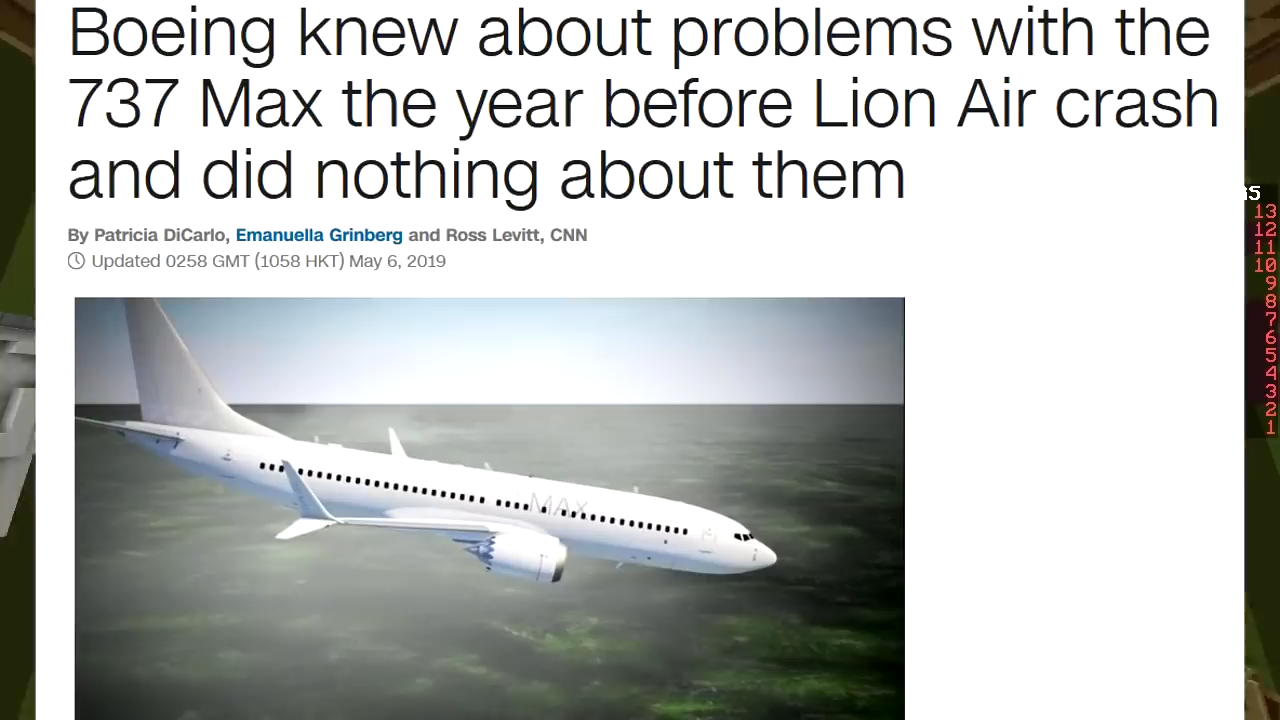 Boeing knew about problems with the
737 Max the year before Lion Air crash
and did nothing about them
By Patricia DiCarlo, Emanuella Grinberg and Ross Levitt, CNN
Updated 0258 GMT (1058 HKT) May 6, 2019
MAX
13
12
11
10
9
8
7
6
5
4
3
2
1